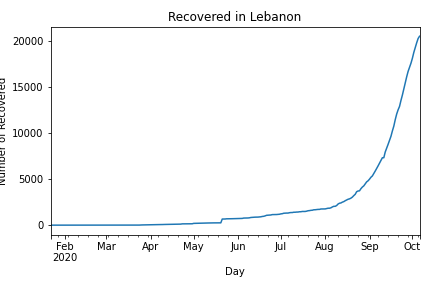 Recovered in Lebanon
Number of Recovered
20000
15000
10000
5000
0
Feb Mar Apr May Jun Jul Aug Sep Oct
2020
Day